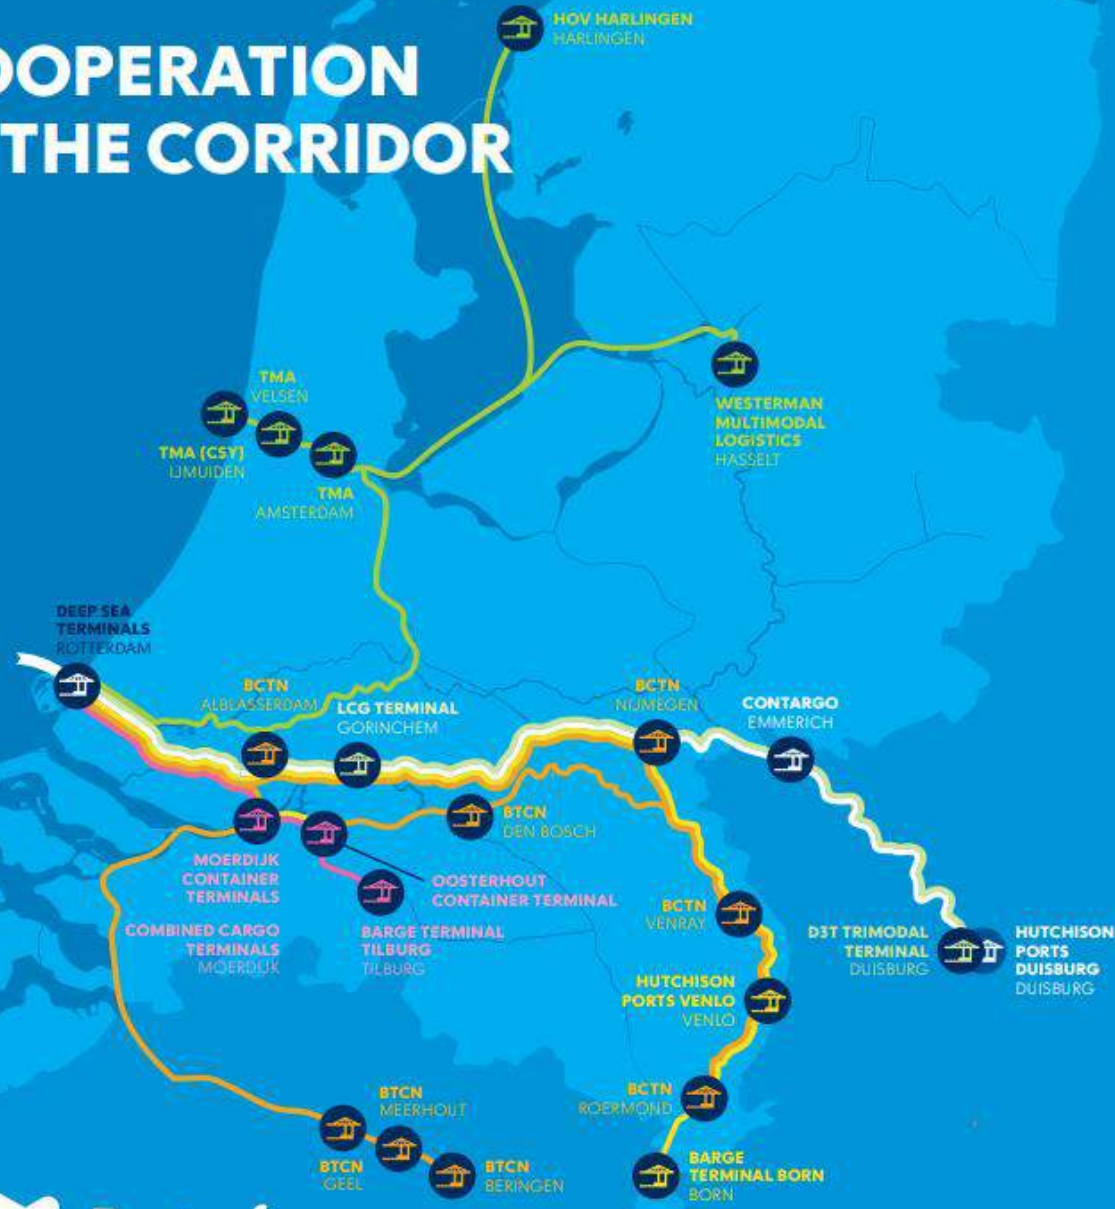 OOPERATION
THE CORRIDOR
HOV HARLINGEN
HARLINGEN
WESTERMAN
MULTIMODAL
LOGISTICS
HASSELT
TMA
VELSEN
TMA (CSY)
IJMUIDEN
TMA
AMSTERDAM
DEEP SEA
TERMINALS
ROTTERDAM
BCTN
ALBLASSERDAM
LCG TERMINAL
GORINCHEM
BCTN
NIJMEGEN
CONTARGO
EMMERICH
BTCN
DEN BOSCH
MOERDIJK
CONTAINER
TERMINALS
OOSTERHOUT
CONTAINER TERMINAL
COMBINED CARGO
TERMINALS
MOERDIJK
BARGE TERMINAL
TILBURG
TILBURG
BCTN
VENRAY
D3T TRIMODAL
TERMINAL
DUISBURG
HUTCHISON
PORTS
DUISBURG
DUISBURG
HUTCHISON
PORTS VENLO
VENLO
BCTN
ROERMOND
BTCN
MEERHOUT
BTCN
GEEL
BTCN
BERINGEN
BARGE
TERMINAL BORN
BORN